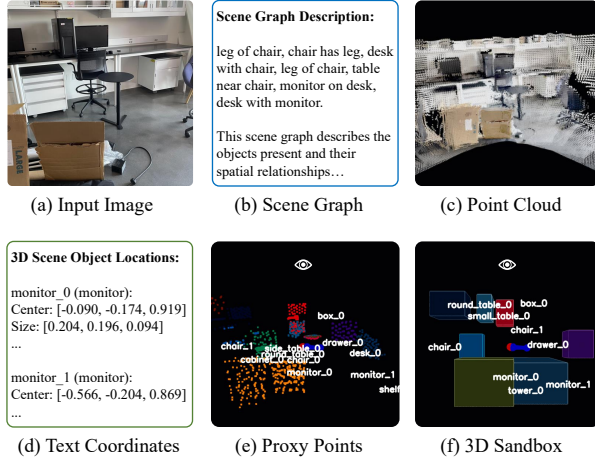 LARGE
(a) Input Image
Scene Graph Description:
leg of chair, chair has leg, desk
with chair, leg of chair, table
near chair, monitor on desk,
desk with monitor.
This scene graph describes the
objects present and their
spatial relationships…
(b) Scene Graph
(c) Point Cloud
3D Scene Object Locations:
monitor_0 (monitor):
Center: [-0.090, -0.174, 0.919]
Size: [0.204, 0.196, 0.094]
...
monitor_1 (monitor):
Center: [-0.566, -0.204, 0.869]
...
(d) Text Coordinates
box_0
chair_1
side_table_0
drawer_0
round_table_0
desk_0
cabinet_0
chair_0
monitor_0
monitor_1
shelf
(e) Proxy Points
round_table_0
box_0
small_table_0
chair_1
chair_0
drawer_0
monitor_0
monitor_1
tower_0
(f) 3D Sandbox